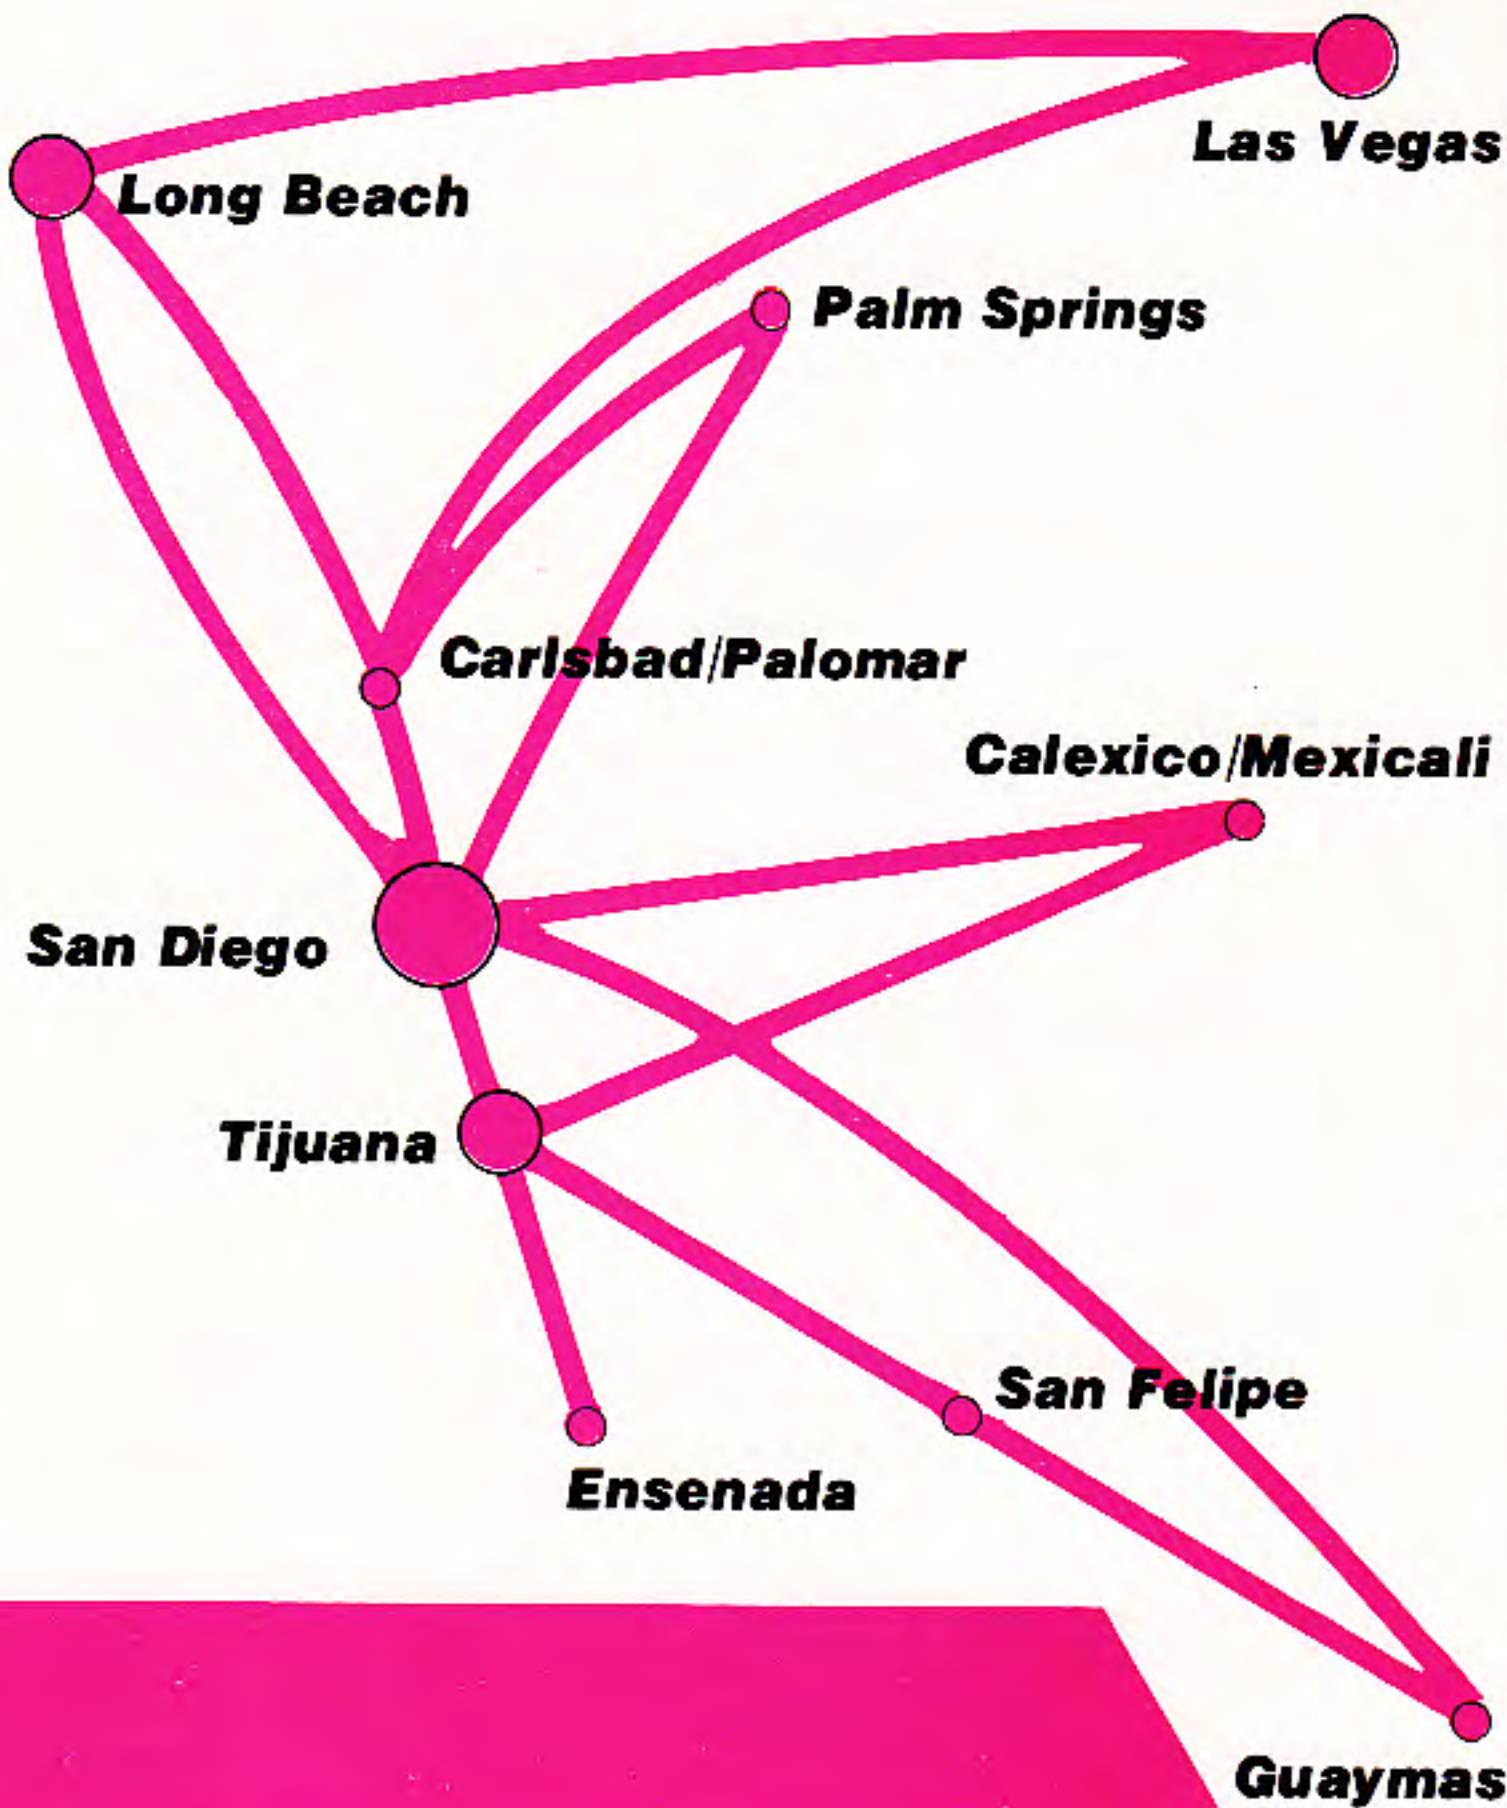 Las Vegas
Long Beach
Palm Springs
Carlsbad/Palomar
Calexico/Mexicali
San Diego
Tijuana
San Felipe
Ensenada
Guaymas